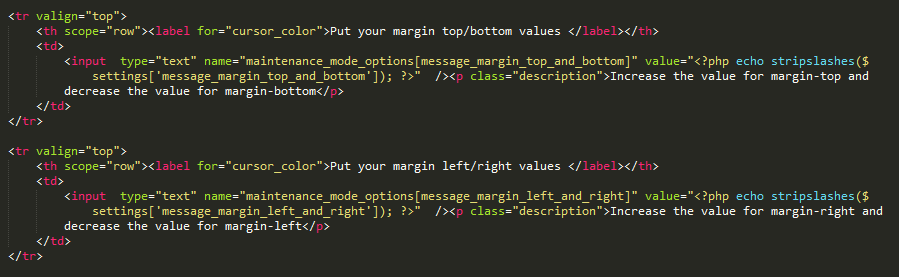 <tr valign="top">
<th scope="row"><label for="cursor_color">Put your margin top/bottom values </label></th>
<td>
<input  type="text" name="maintenance_mode_options[message_margin_top_and_bottom]" value="<?php echo stripslashes($
settings['message_margin_top_and_bottom']); ?>"  /><p class="description">Increase the value for margin-top and
decrease the value for margin-bottom</p>
</td>
</tr>
<tr valign="top">
<th scope="row"><label for="cursor_color">Put your margin left/right values </label></th>
<td>
<input  type="text" name="maintenance_mode_options[message_margin_left_and_right]" value="<?php echo stripslashes($
settings['message_margin_left_and_right']); ?>"  /><p class="description">Increase the value for margin-right and
decrease the value for margin-left</p>
</td>
</tr>